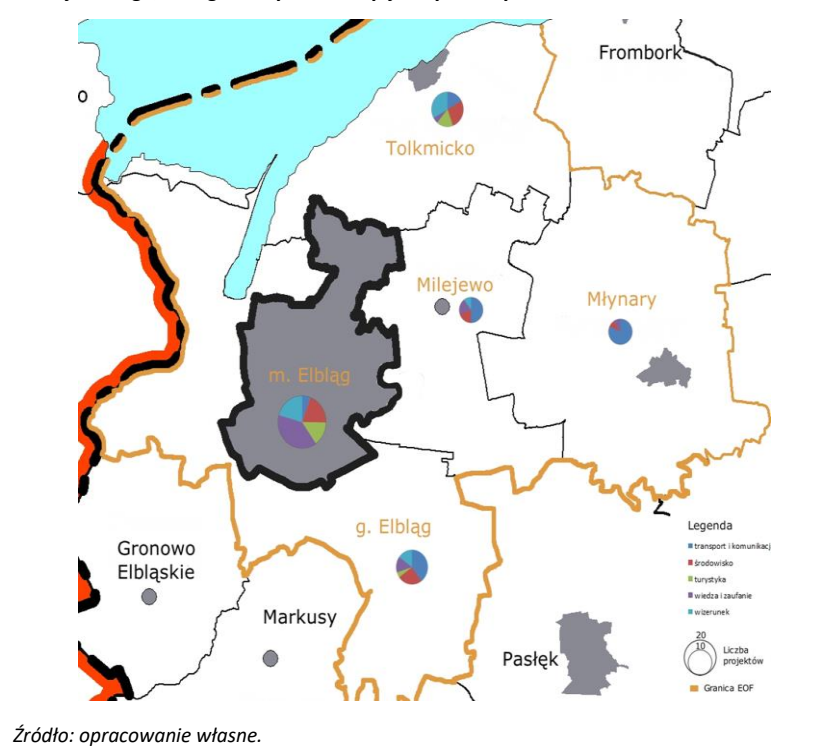 Frombork
o
Tolkmicko
Milejewo
Młynary
m. Elbląg
g. Elbląg
Gronowo
Elbląskie
Markusy
Pasłęk
Legenda
transport i komunikacj
środowisko
turystyka
wiedza i zaufanie
wizerunek
20
10
Liczba
projektów
Granica EOF
Źródło: opracowanie własne.